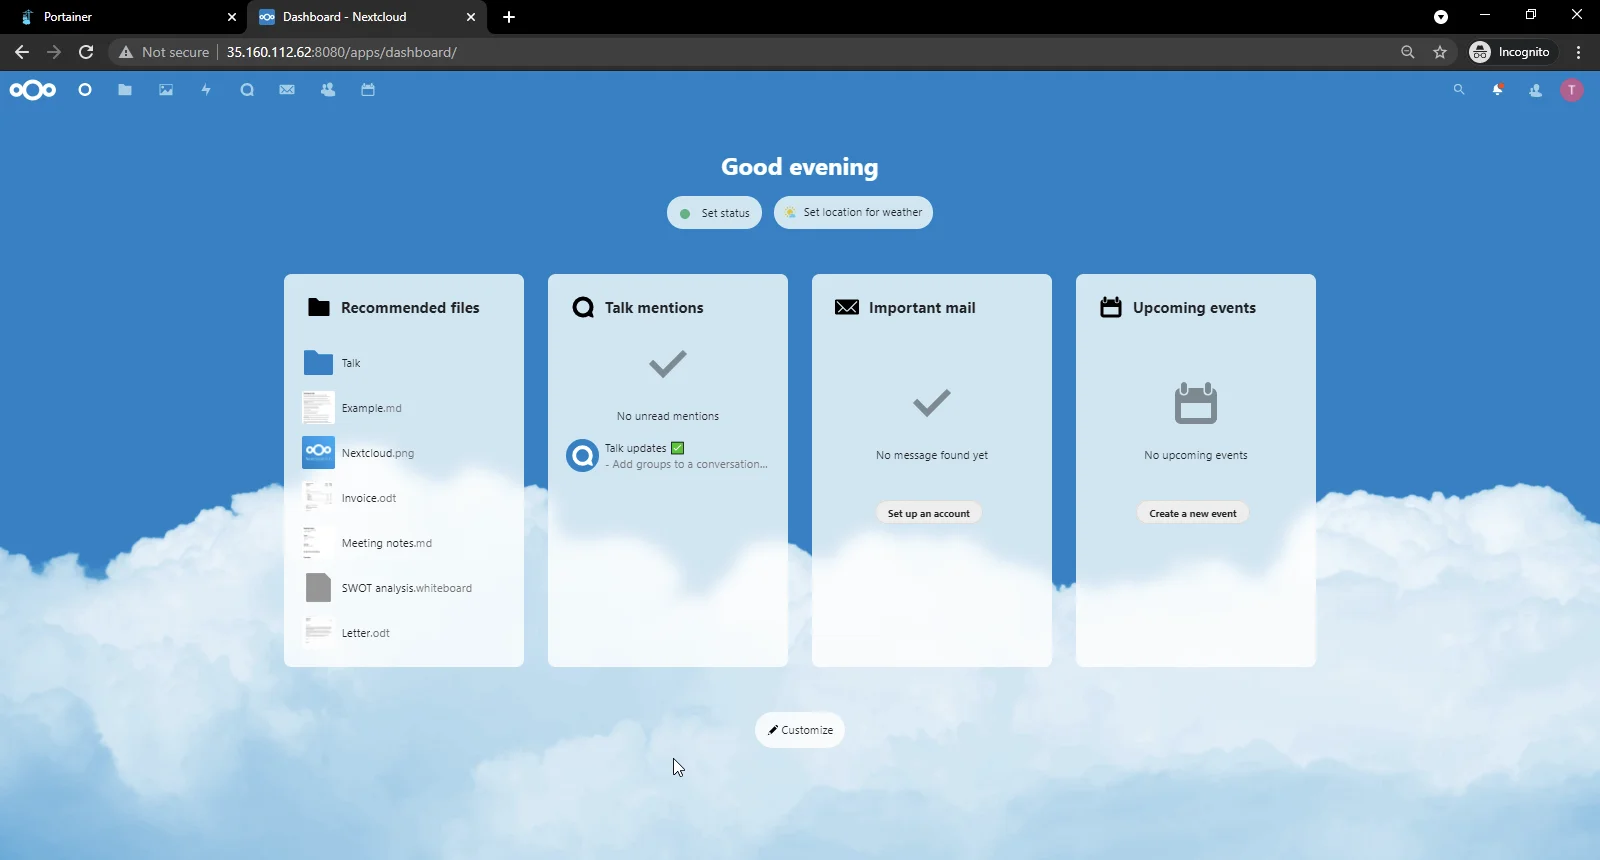 Portainer
Dashboard - Nextcloud
Not secure
35.160.112.62:8080/apps/dashboard/
Incognito
T
Good evening
Set status
Set location for weather
Recommended files
Talk
Example.md
Nextcloud.png
Invoice.odt
Meeting notes.md
SWOT analysis.whiteboard
Letter.odt
Talk mentions
No unread mentions
Talk updates ✅
- Add groups to a conversation...
Important mail
No message found yet
Set up an account
Upcoming events
No upcoming events
Create a new event
Customize